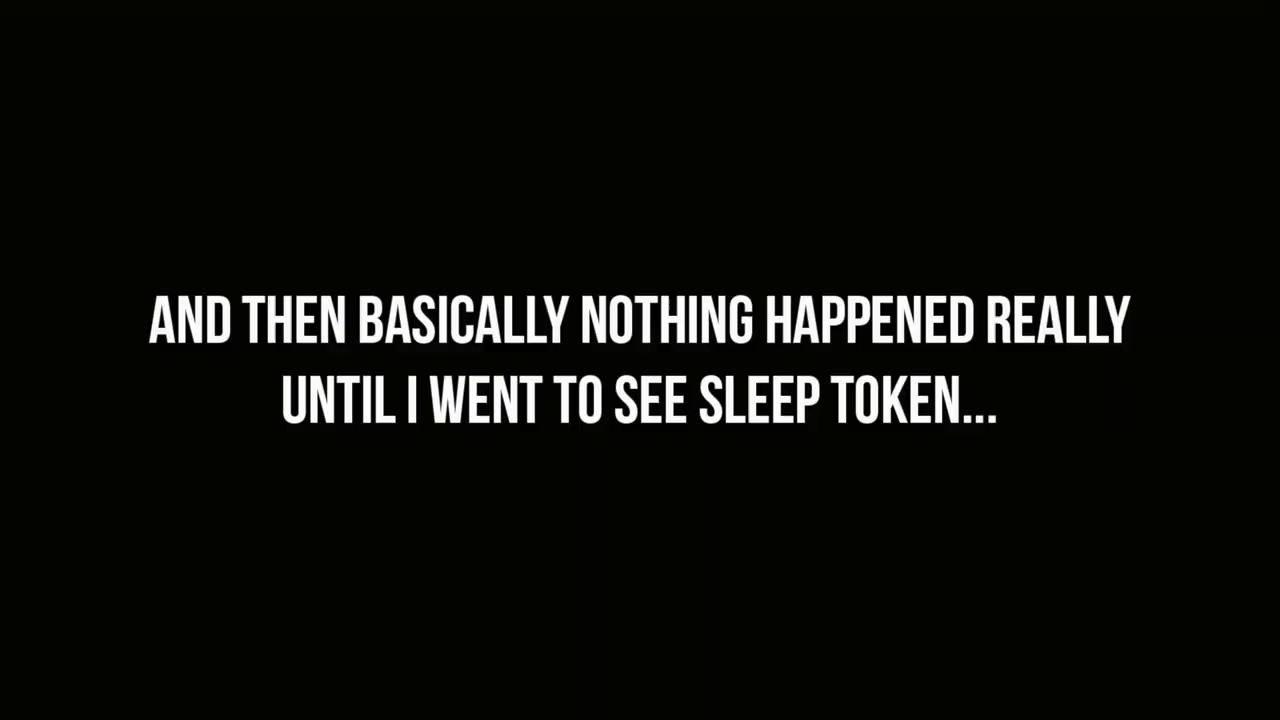 AND THEN BASICALLY NOTHING HAPPENED REALLY
UNTIL I WENT TO SEE SLEEP TOKEN...